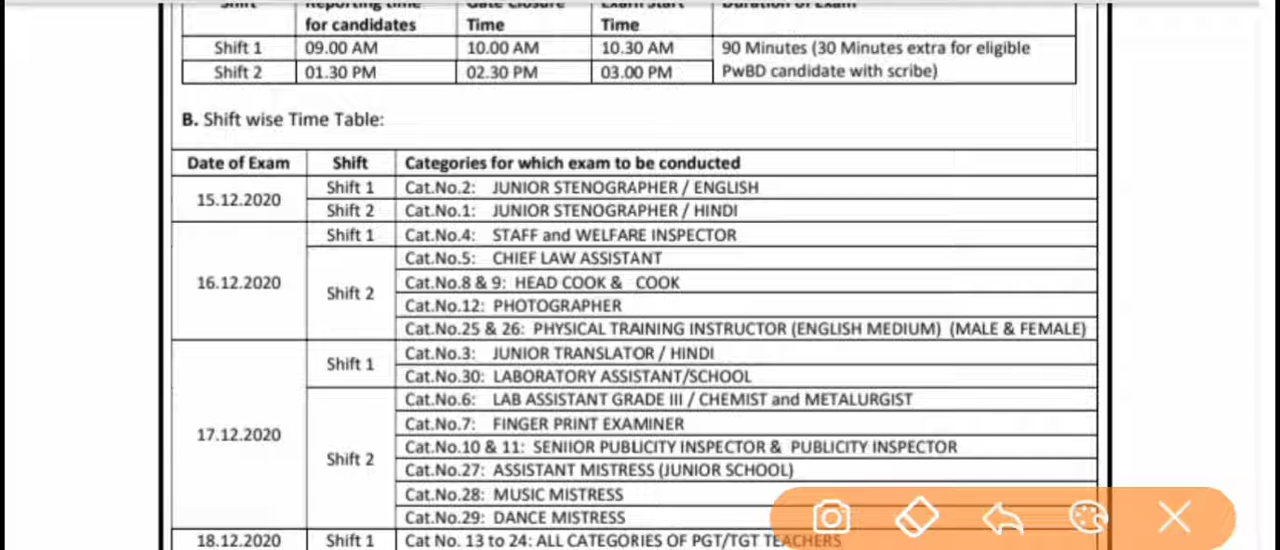 Shift Reporting time Gate Closure Exam Start Duration of Exam
for candidates Time Time
Shift 1 09.00 AM 10.00 AM 10.30 AM 90 Minutes (30 Minutes extra for eligible
Shift 2 01.30 PM 02.30 PM 03.00 PM PwBD candidate with scribe)
B. Shift wise Time Table:
Date of Exam Shift Categories for which exam to be conducted
15.12.2020 Shift 1 Cat.No.2: JUNIOR STENOGRAPHER / ENGLISH
Shift 2 Cat.No.1: JUNIOR STENOGRAPHER / HINDI
16.12.2020 Shift 1 Cat.No.4: STAFF and WELFARE INSPECTOR
Shift 2 Cat.No.5: CHIEF LAW ASSISTANT
Cat.No.8 & 9: HEAD COOK & COOK
Cat.No.12: PHOTOGRAPHER
Cat.No.25 & 26: PHYSICAL TRAINING INSTRUCTOR (ENGLISH MEDIUM) (MALE & FEMALE)
17.12.2020 Shift 1 Cat.No.3: JUNIOR TRANSLATOR / HINDI
Cat.No.30: LABORATORY ASSISTANT/SCHOOL
Shift 2 Cat.No.6: LAB ASSISTANT GRADE III / CHEMIST and METALURGIST
Cat.No.7: FINGER PRINT EXAMINER
Cat.No.10 & 11: SENIIOR PUBLICITY INSPECTOR & PUBLICITY INSPECTOR
Cat.No.27: ASSISTANT MISTRESS (JUNIOR SCHOOL)
Cat.No.28: MUSIC MISTRESS
Cat.No.29: DANCE MISTRESS
18.12.2020 Shift 1 Cat No. 13 to 24: ALL CATEGORIES OF PGT/TGT TEACHERS